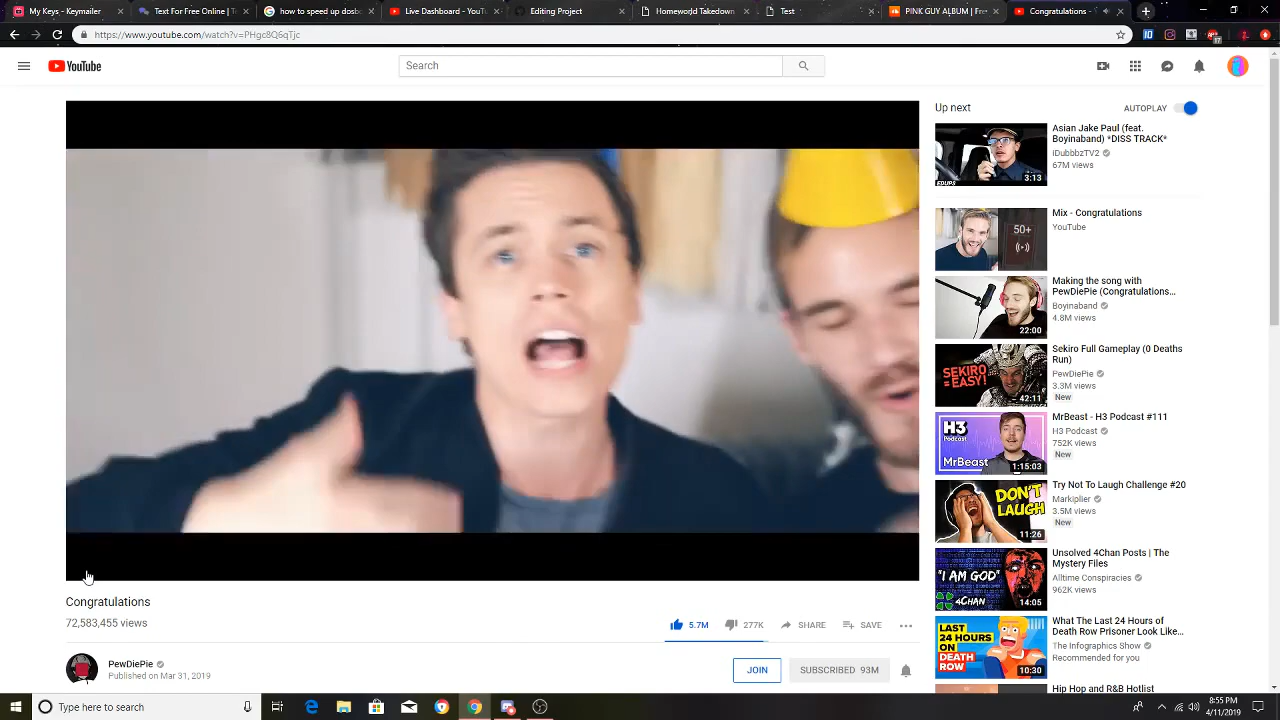 My Keys - Keymailer
Text For Free Online | To
how to speed up dosb
Live Dashboard - YouTu
Editing Project
Homeworld Takedown
Test
PINK GUY ALBUM | Free
Congratulations -
https://www.youtube.com/watch?v=PHgc8Q6qTjc
YouTube
Search
Up next
AUTOPLAY
Asian Jake Paul (feat.
Boyinaband) *DISS TRACK*
iDubbbzTV2
67M views
3:13
Mix - Congratulations
YouTube
50+
Making the song with
PewDiePie (Congratulations...
Boyinaband
4.8M views
22:00
Sekiro Full Gameplay (0 Deaths
Run)
PewDiePie
3.3M views
New
SEKIRO
=EASY!
42:11
MrBeast - H3 Podcast #111
H3 Podcast
752K views
New
H3
Podcast
MrBeast
1:15:03
Try Not To Laugh Challenge #20
Markiplier
3.5M views
New
DON'T
LAUGH
11:26
Unsolved 4Chan Posts | The
Mystery Files
Alltime Conspiracies
962K views
"I AM GOD"
4CHAN
14:05
What The Last 24 Hours of
Death Row Prisoner Look Like...
The Infographics Show
Recommended for you
LAST
24 HOURS
ON
DEATH
ROW
10:30
Hip Hop and R&B Hotlist
Congratulations
72,583,455 views
5.7M
277K
SHARE
SAVE
PewDiePie
Published on Mar 31, 2019
JOIN
SUBSCRIBED 93M
Type here to search
8:55 PM
4/11/2019